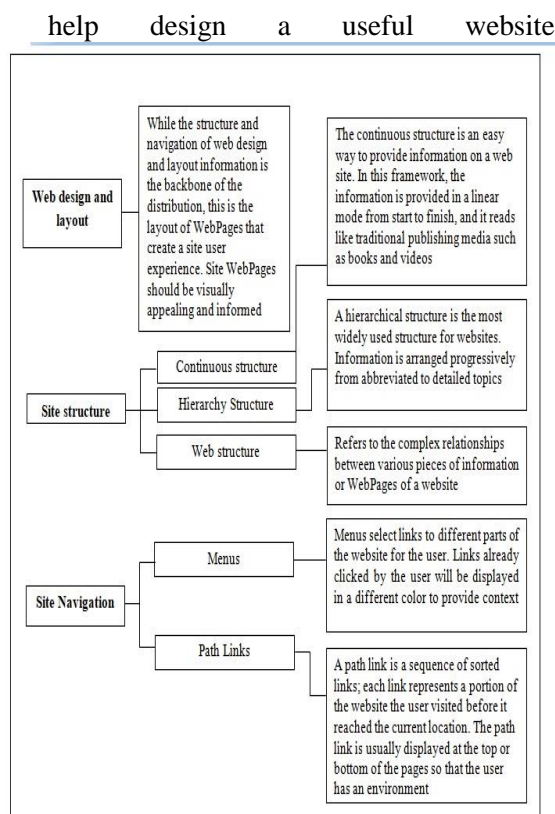 help design a useful website
Web design and
layout
While the structure and
navigation of web design
and layout information is
the backbone of the
distribution, this is the
layout of WebPages that
create a site user
experience. Site WebPages
should be visually
appealing and informed
The continuous structure is an easy
way to provide information on a web
site. In this framework, the
information is provided in a linear
mode from start to finish, and it reads
like traditional publishing media such
as books and videos
Site structure
Continuous structure
Hierarchy Structure
A hierarchical structure is the most
widely used structure for websites.
Information is arranged progressively
from abbreviated to detailed topics
Web structure
Refers to the complex relationships
between various pieces of information
or WebPages of a website
Site Navigation
Menus
Menus select links to different parts of
the website for the user. Links already
clicked by the user will be displayed
in a different color to provide context
Path Links
A path link is a sequence of sorted
links; each link represents a portion of
the website the user visited before it
reached the current location. The path
link is usually displayed at the top or
bottom of the pages so that the user
has an environment